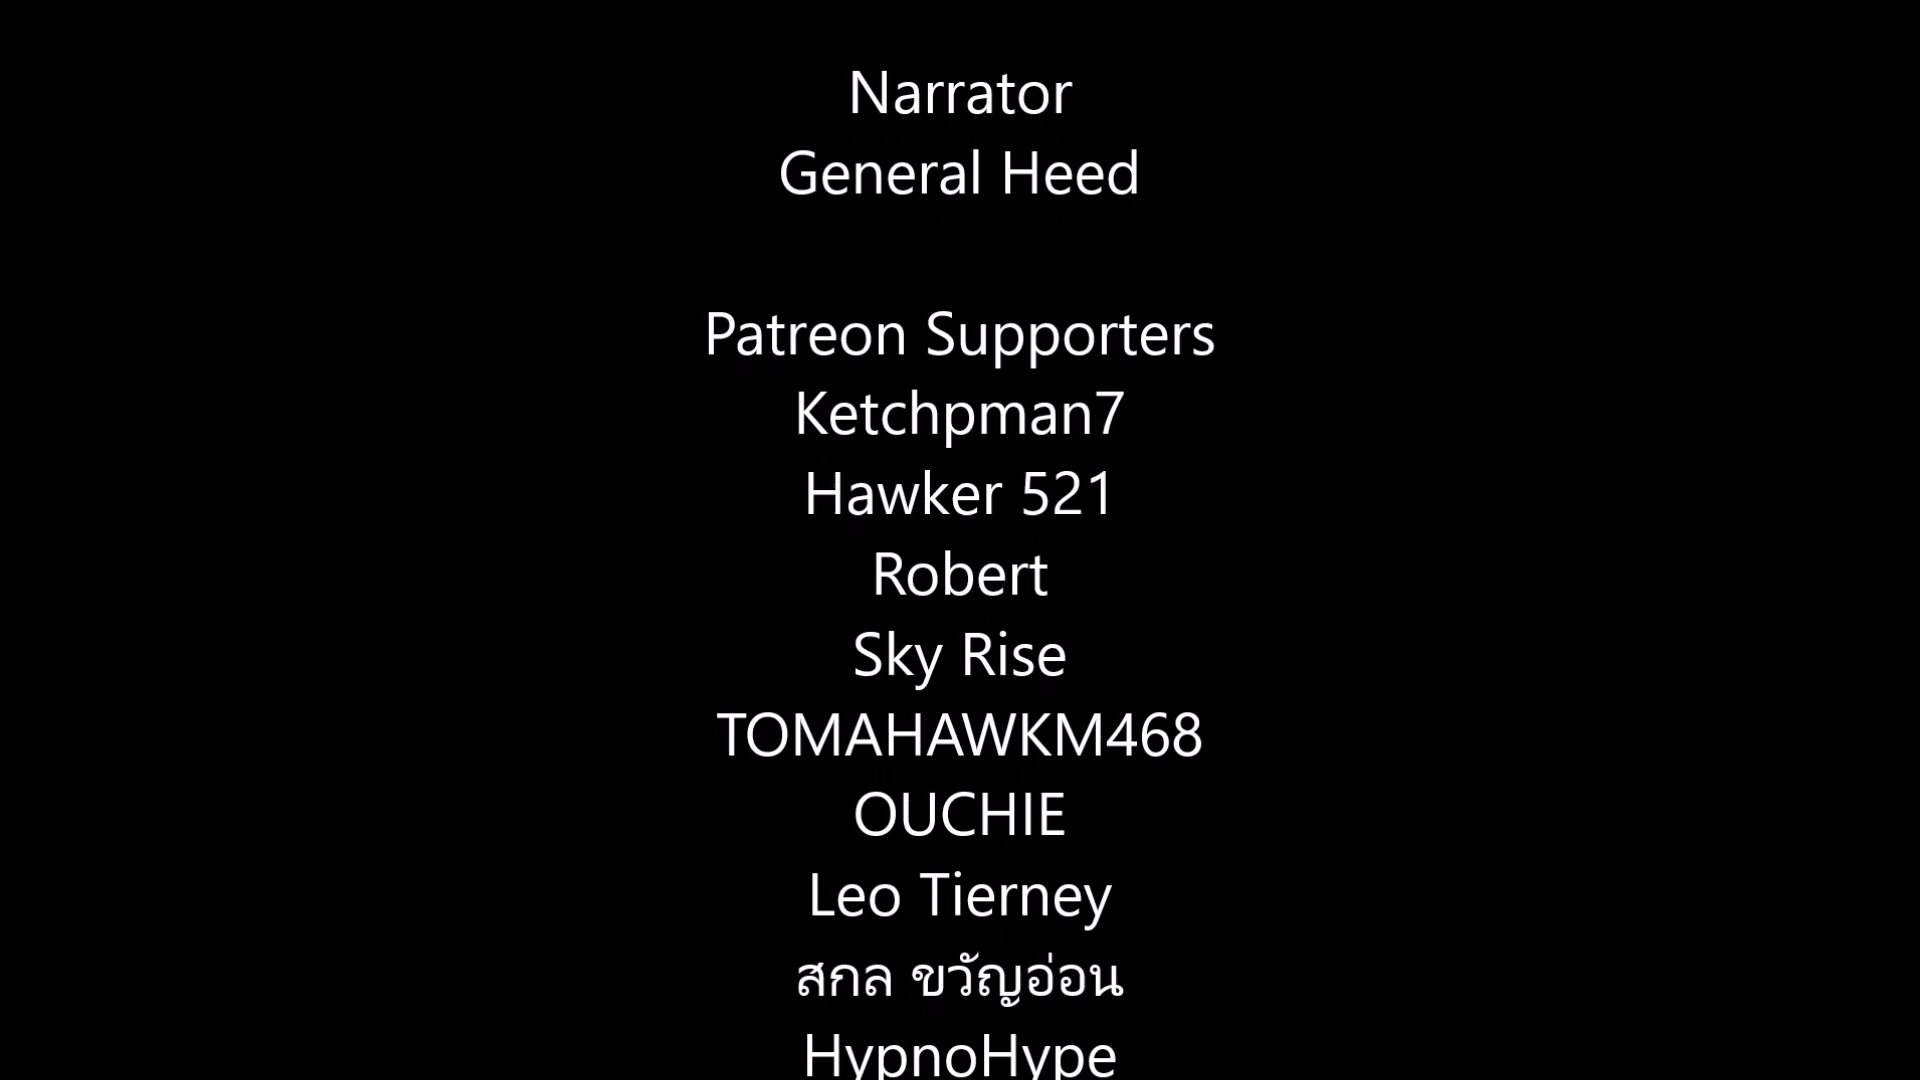 Narrator
General Heed
Patreon Supporters
Ketchpman7
Hawker 521
Robert
Sky Rise
TOMAHAWKM468
OUCHIE
Leo Tierney
สกล ขวัญอ่อน
HypnoHype